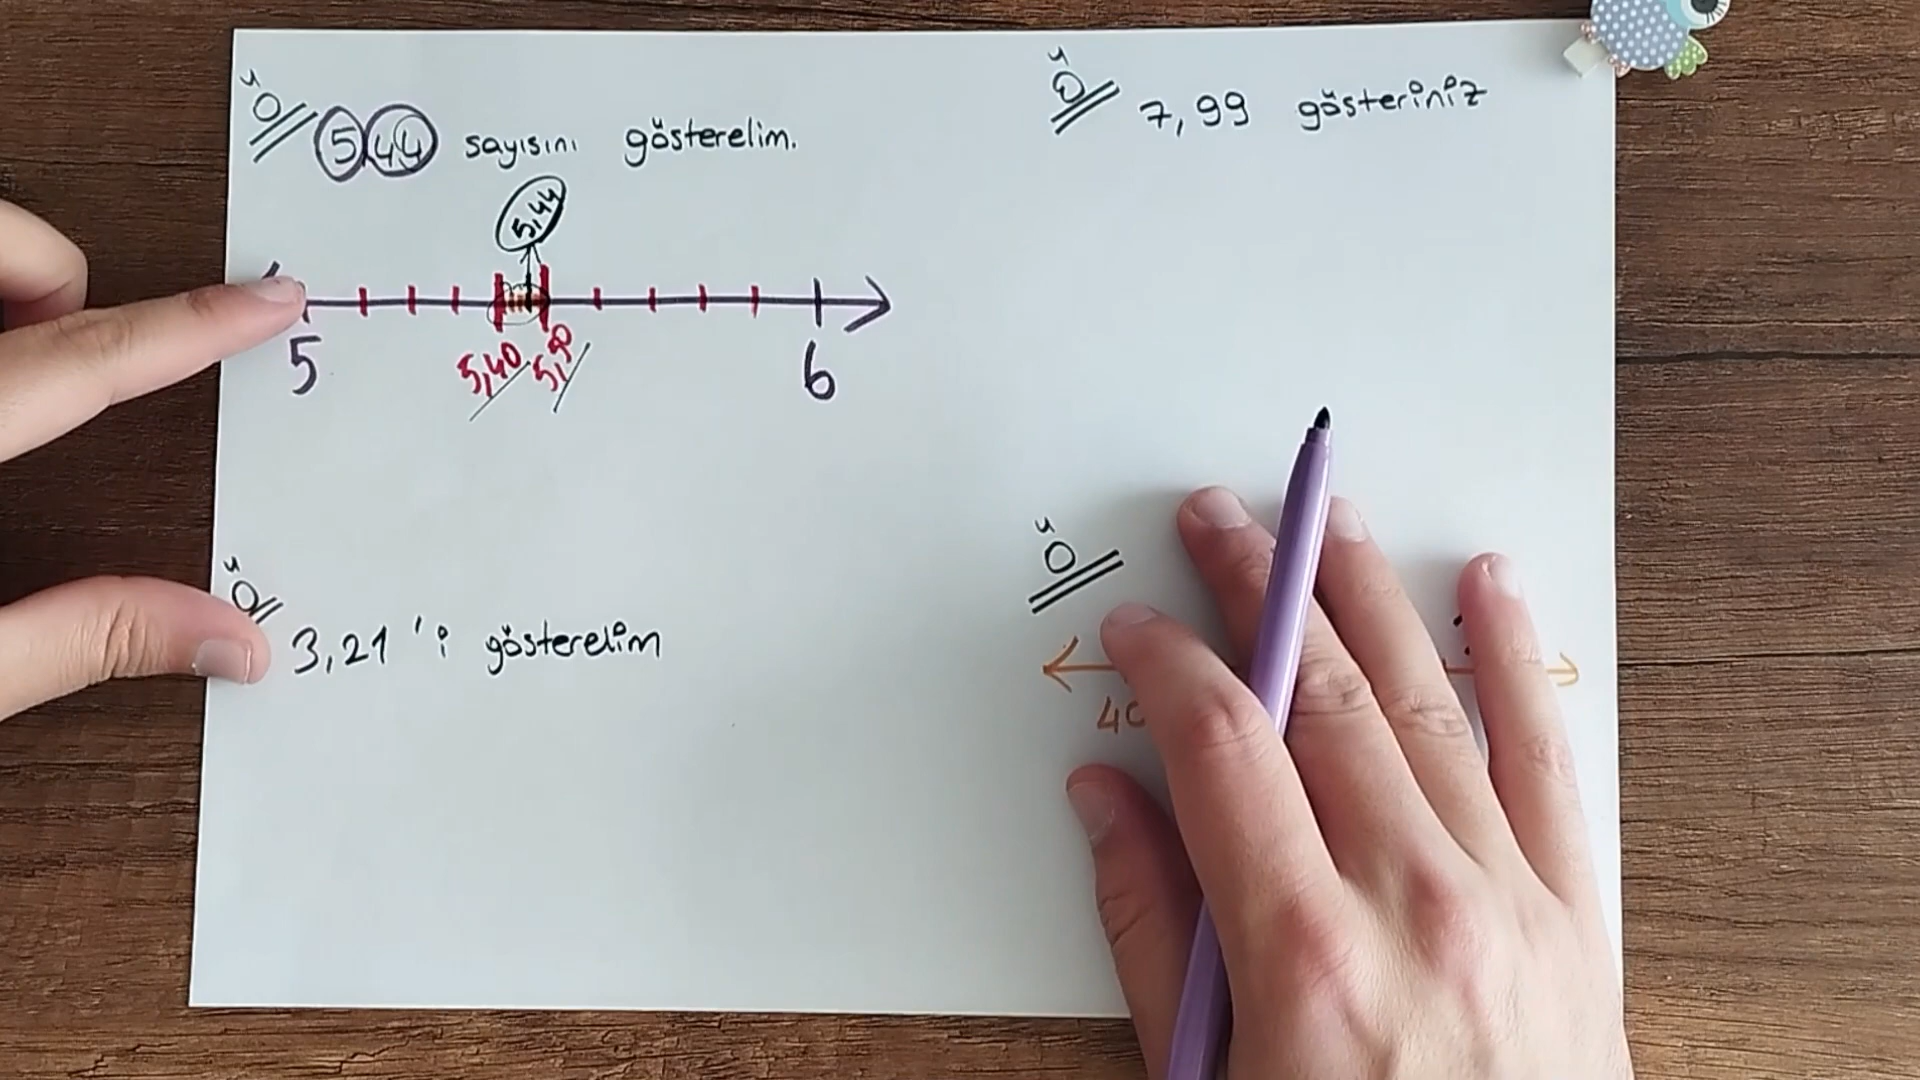 Ö// 5,44 sayısını gösterelim.
5,44
5 5,40 5,50 6
Ö// 3,21'i gösterelim
Ö// 7,99 gösteriniz
Ö//